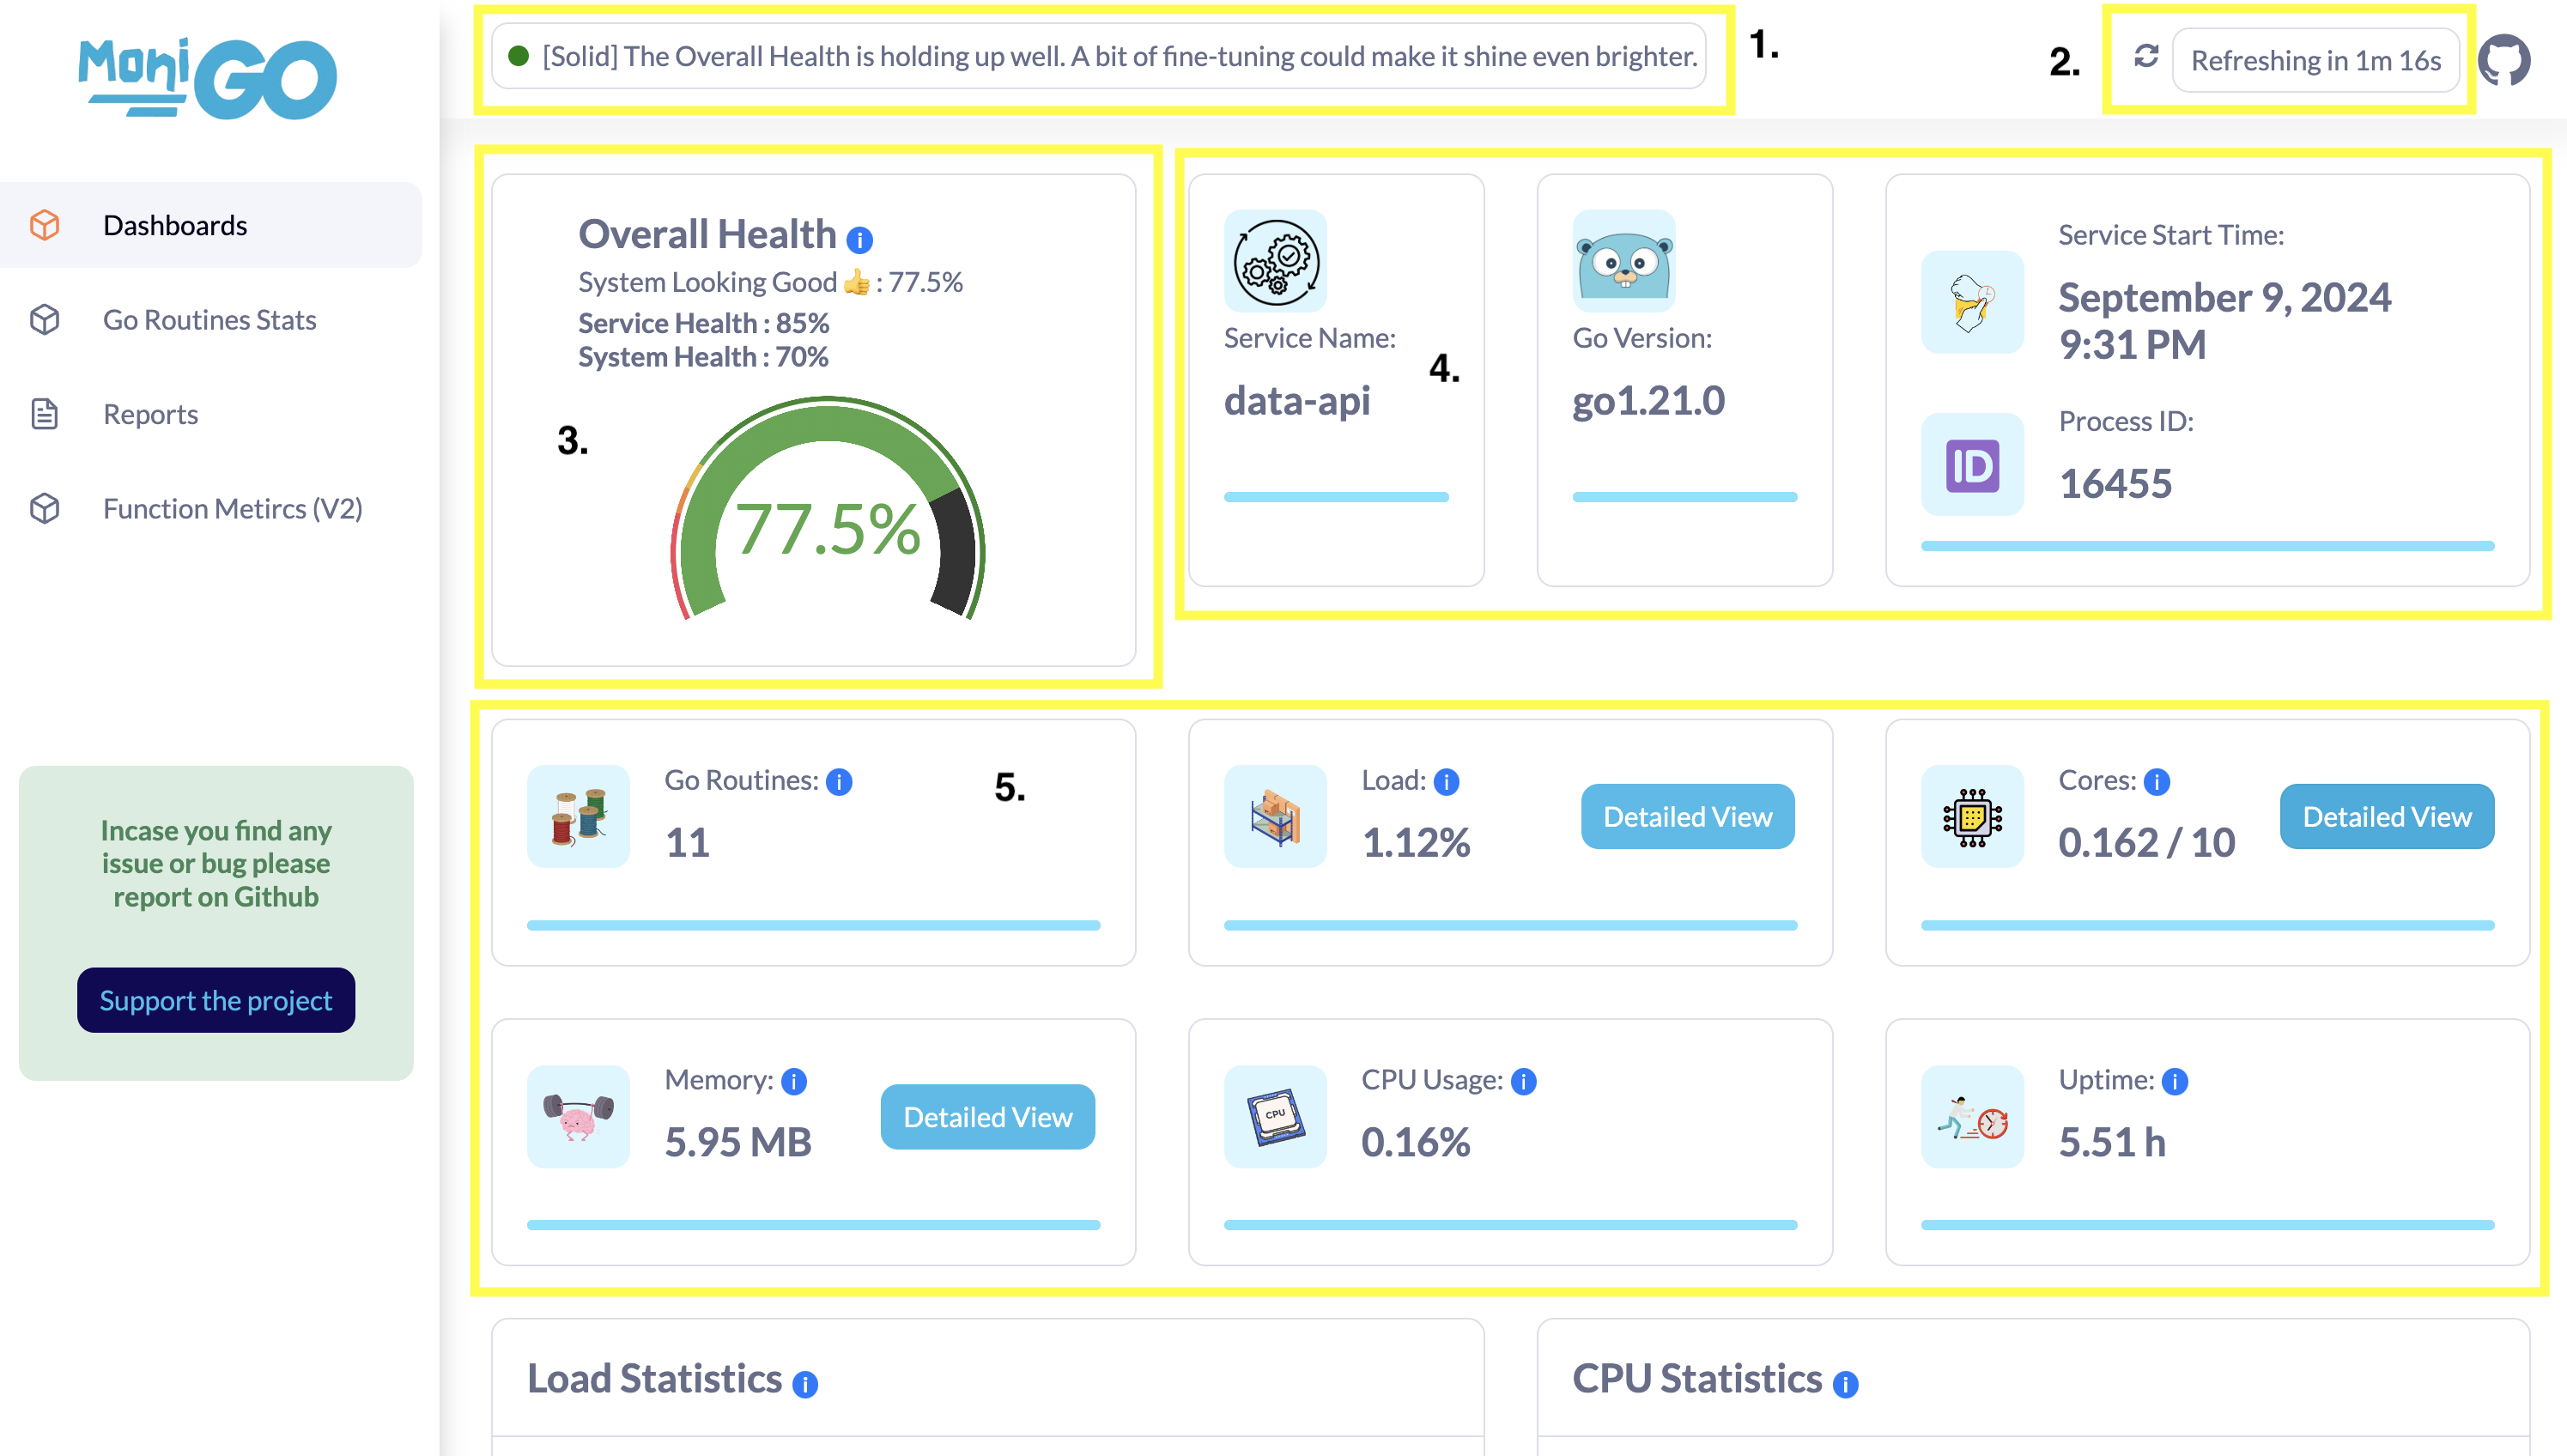 MoniGO
Dashboards
Go Routines Stats
Reports
Function Metircs (V2)
Incase you find any
issue or bug please
report on Github
Support the project
[Solid] The Overall Health is holding up well. A bit of fine-tuning could make it shine even brighter.
1.
2.
Refreshing in 1m 16s
Overall Health
System Looking Good 👍 : 77.5%
Service Health : 85%
System Health : 70%
3.
77.5%
Service Name:
data-api
4.
Go Version:
go1.21.0
Service Start Time:
September 9, 2024
9:31 PM
ID
Process ID:
16455
Go Routines:
11
5.
Load:
1.12%
Detailed View
Cores:
0.162 / 10
Detailed View
Memory:
5.95 MB
Detailed View
CPU
CPU Usage:
0.16%
Uptime:
5.51 h
Load Statistics
CPU Statistics